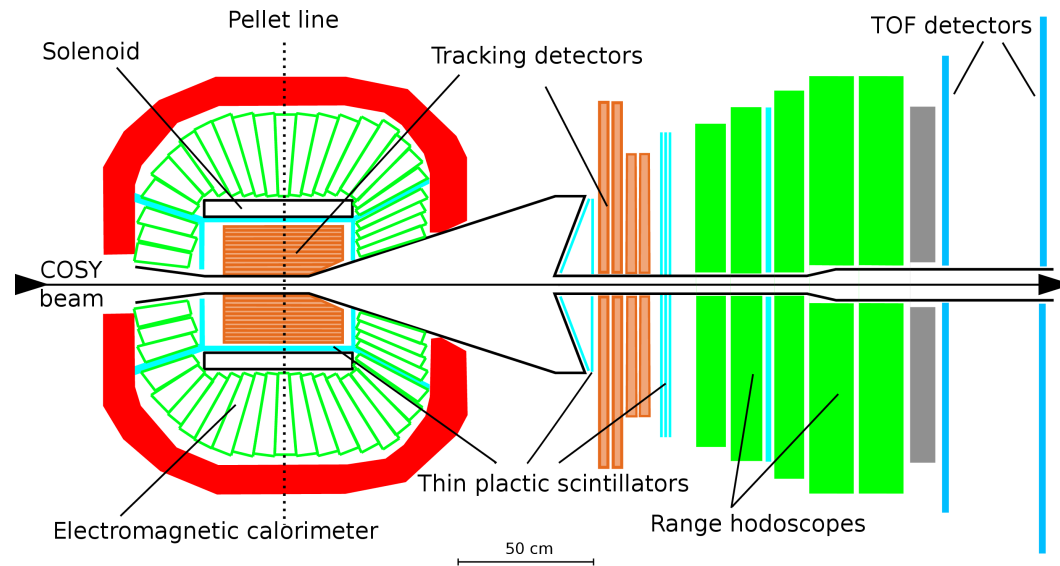 Pellet line
Solenoid
Tracking detectors
TOF detectors
COSY
beam
Thin plactic scintillators
Electromagnetic calorimeter
Range hodoscopes
50 cm